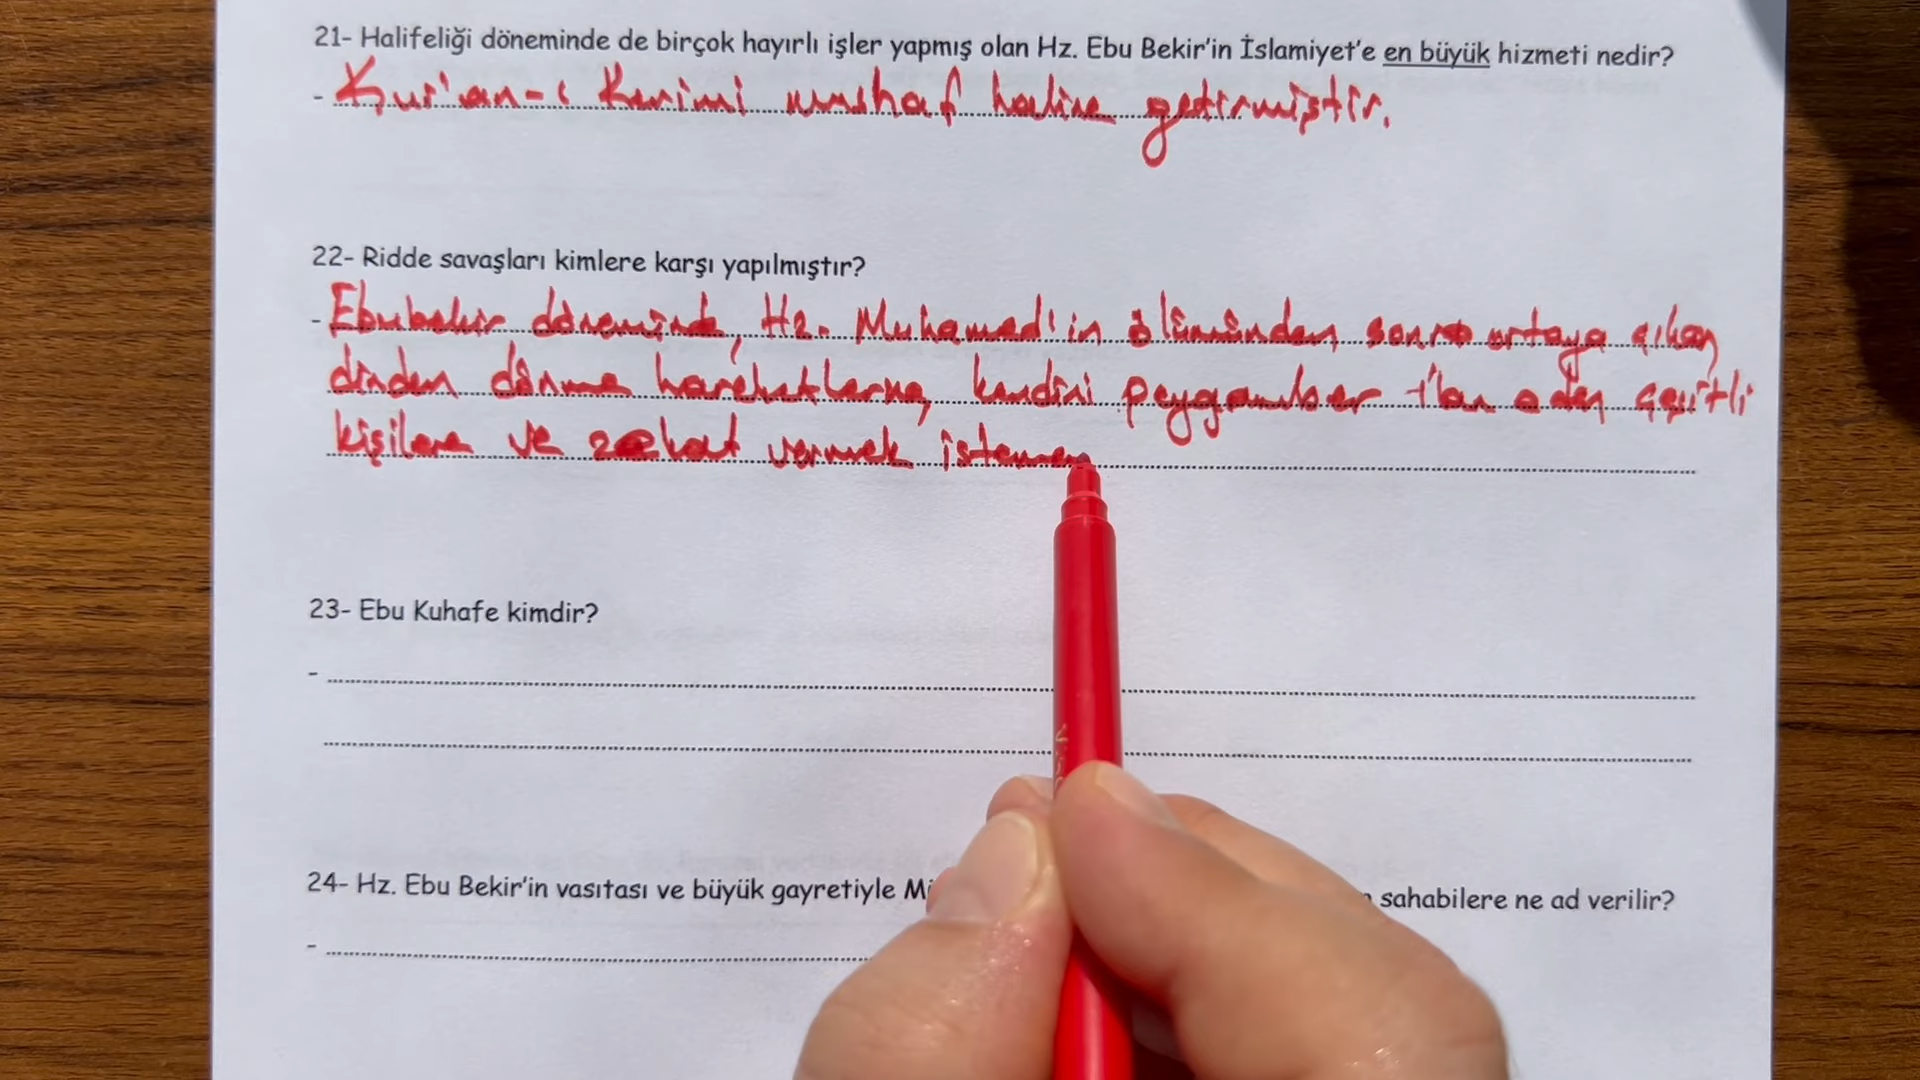 21- Halifeliği döneminde de birçok hayırlı işler yapmış olan Hz. Ebu Bekir'in İslamiyet'e en büyük hizmeti nedir?
- Kur'an-ı Kerimi mushaf haline getirmiştir.
22- Ridde savaşları kimlere karşı yapılmıştır?
- Ebubekir döneminde, Hz. Muhamed'in ölümünden sonra ortaya çıkan
dinden dönme hareketlerne, kendini peygamber ilan eden çeşitli
kişilere ve zekat vermek istemen
23- Ebu Kuhafe kimdir?
-
24- Hz. Ebu Bekir'in vasıtası ve büyük gayretiyle sahabilere ne ad verilir?
-